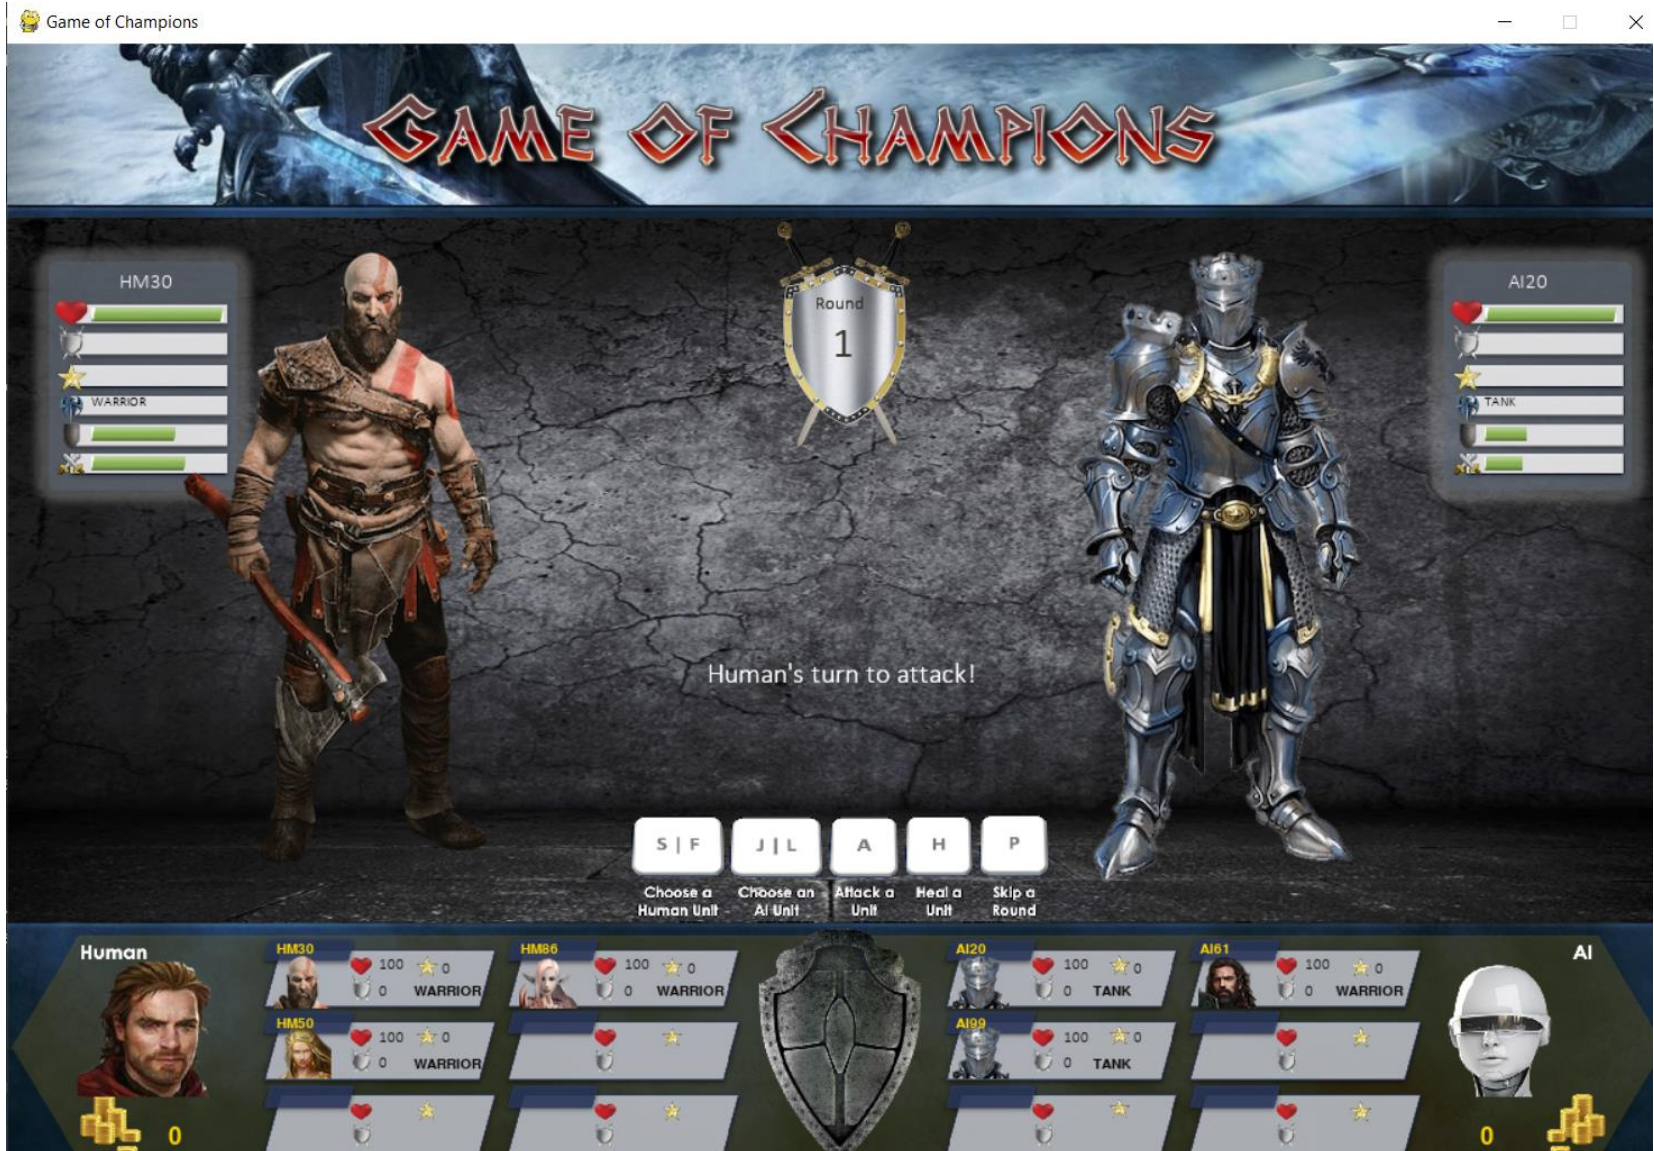 Game of Champions
GAME OF CHAMPIONS
HM30
WARRIOR
Round
1
AI20
TANK
Human's turn to attack!
S | F
J | L
A
H
P
Choose a
Human Unit
Choose an
AI Unit
Attack a
Unit
Heal a
Unit
Skip a
Round
Human
HM30
100 0
0 WARRIOR
HM86
100 0
0 WARRIOR
HM50
100 0
0 WARRIOR
0
AI20
100 0
0 TANK
AI61
100 0
0 WARRIOR
AI99
100 0
0 TANK
AI
0